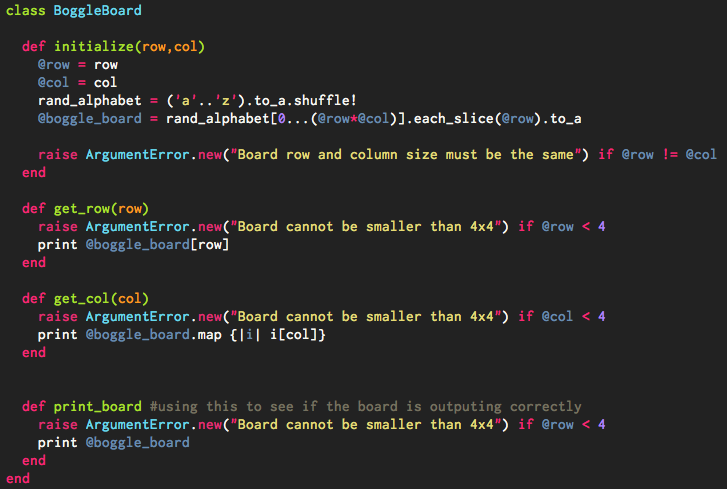 class BoggleBoard
  def initialize(row,col)
    @row = row
    @col = col
    rand_alphabet = ('a'..'z').to_a.shuffle!
    @boggle_board = rand_alphabet[0...(@row*@col)].each_slice(@row).to_a
    raise ArgumentError.new("Board row and column size must be the same") if @row != @col
  end
  def get_row(row)
    raise ArgumentError.new("Board cannot be smaller than 4x4") if @row < 4
    print @boggle_board[row]
  end
  def get_col(col)
    raise ArgumentError.new("Board cannot be smaller than 4x4") if @col < 4
    print @boggle_board.map {|i| i[col]}
  end
  def print_board #using this to see if the board is outputing correctly
    raise ArgumentError.new("Board cannot be smaller than 4x4") if @row < 4
    print @boggle_board
  end
end